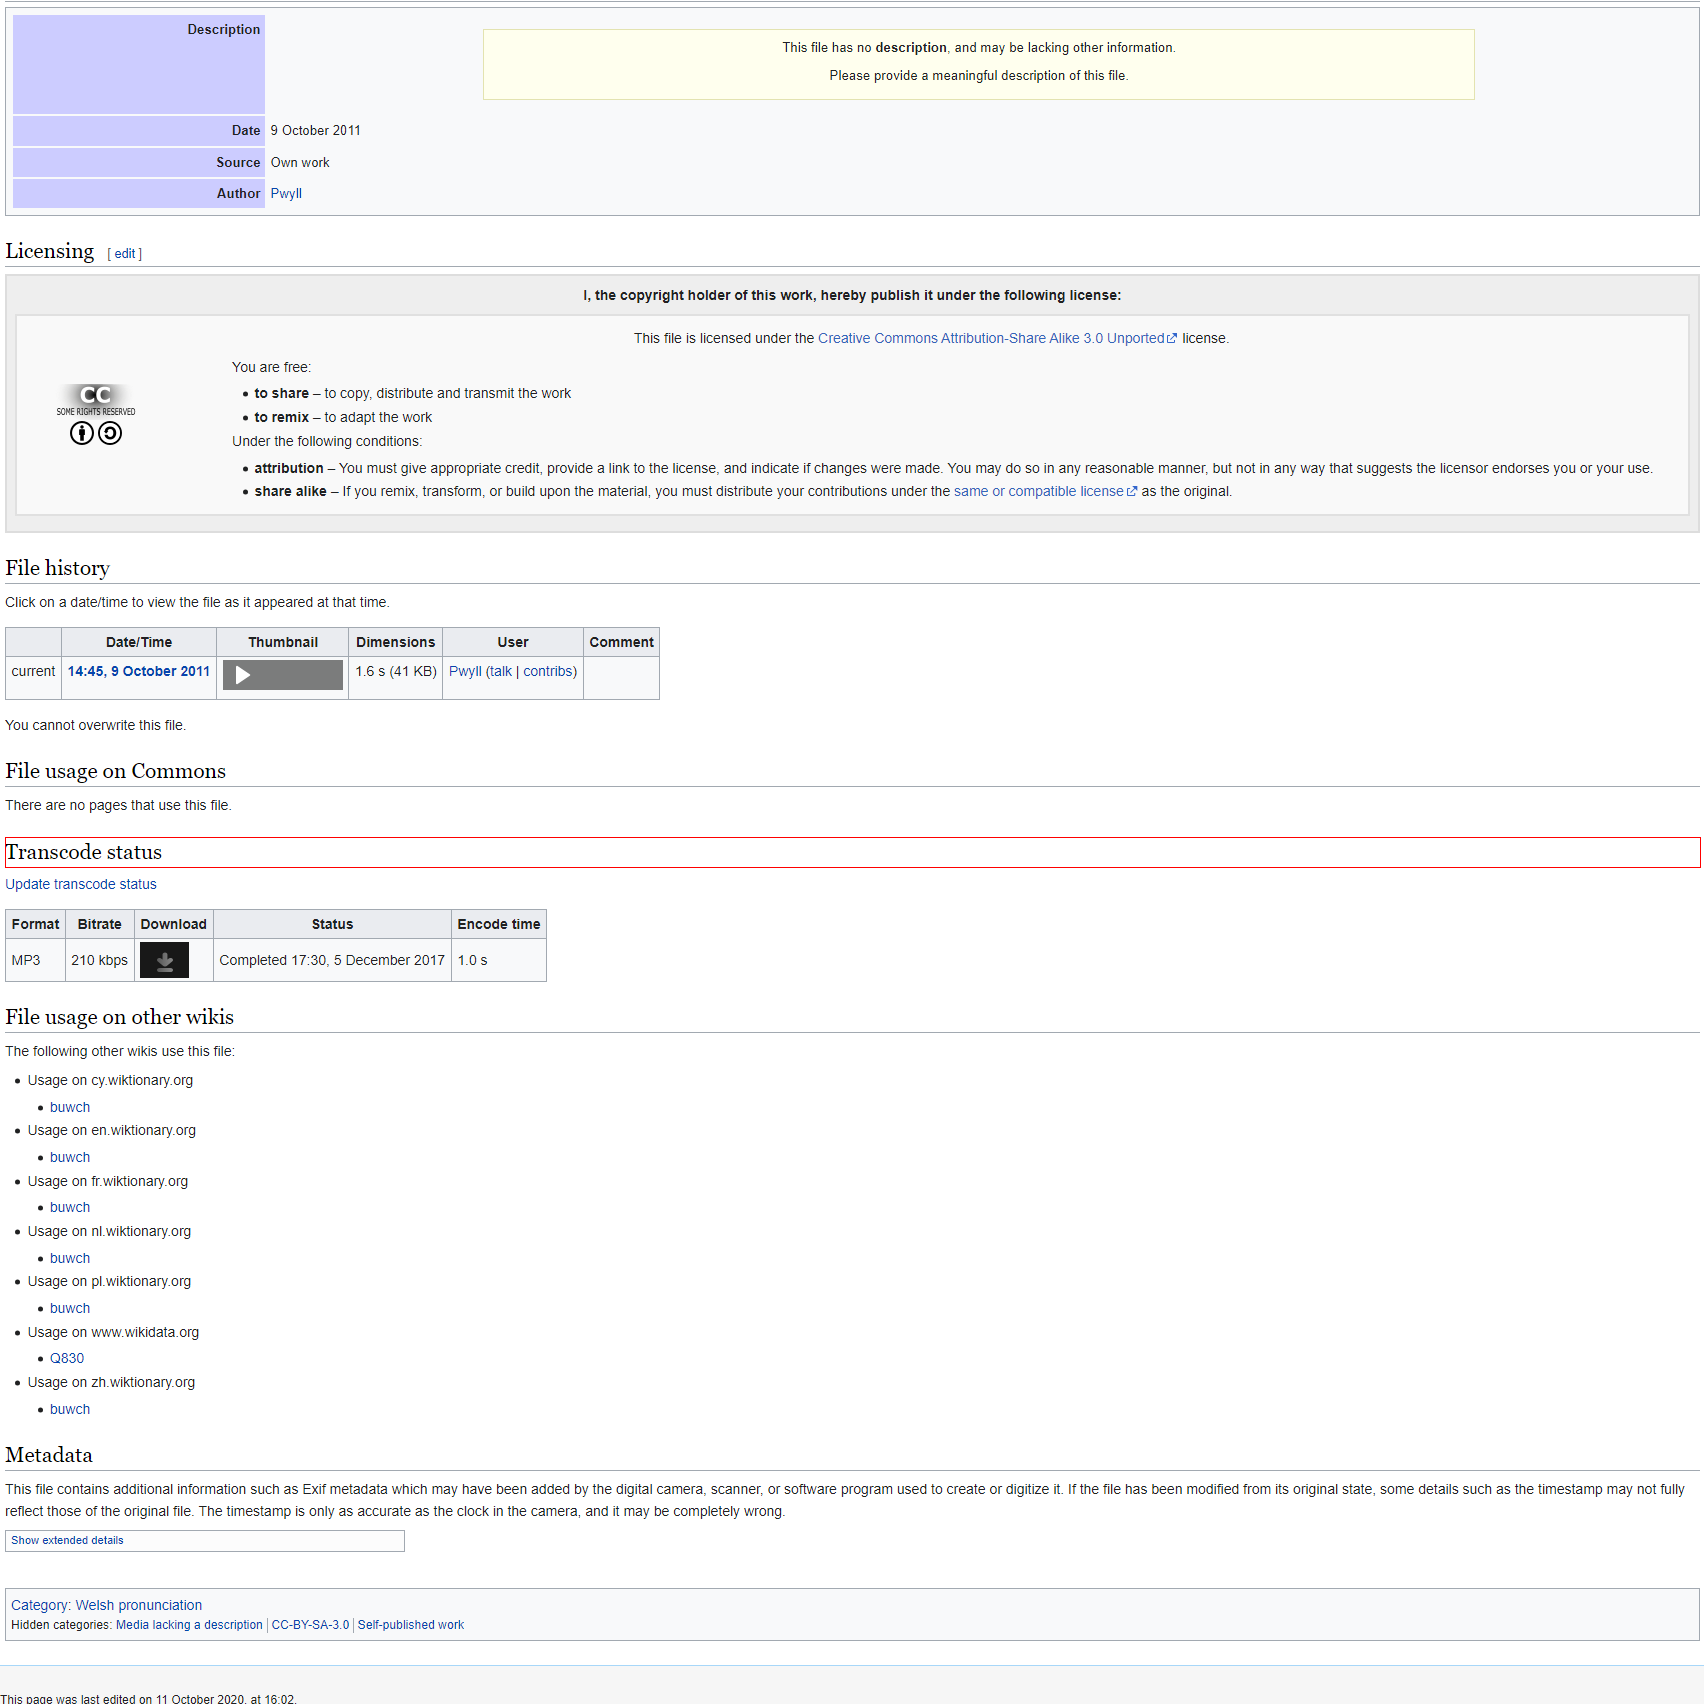 Description
This file has no description, and may be lacking other information.
Please provide a meaningful description of this file.
Date 9 October 2011
Source Own work
Author Pwyll
Licensing [ edit ]
I, the copyright holder of this work, hereby publish it under the following license:
This file is licensed under the Creative Commons Attribution-Share Alike 3.0 Unported license.
CC
SOME RIGHTS RESERVED
You are free:
• to share – to copy, distribute and transmit the work
• to remix – to adapt the work
Under the following conditions:
• attribution – You must give appropriate credit, provide a link to the license, and indicate if changes were made. You may do so in any reasonable manner, but not in any way that suggests the licensor endorses you or your use.
• share alike – If you remix, transform, or build upon the material, you must distribute your contributions under the same or compatible license as the original.
File history
Click on a date/time to view the file as it appeared at that time.
Date/Time Thumbnail Dimensions User Comment
current 14:45, 9 October 2011 1.6 s (41 KB) Pwyll (talk | contribs)
You cannot overwrite this file.
File usage on Commons
There are no pages that use this file.
Transcode status
Update transcode status
Format Bitrate Download Status Encode time
MP3 210 kbps Completed 17:30, 5 December 2017 1.0 s
File usage on other wikis
The following other wikis use this file:
• Usage on cy.wiktionary.org
• buwch
• Usage on en.wiktionary.org
• buwch
• Usage on fr.wiktionary.org
• buwch
• Usage on nl.wiktionary.org
• buwch
• Usage on pl.wiktionary.org
• buwch
• Usage on www.wikidata.org
• Q830
• Usage on zh.wiktionary.org
• buwch
Metadata
This file contains additional information such as Exif metadata which may have been added by the digital camera, scanner, or software program used to create or digitize it. If the file has been modified from its original state, some details such as the timestamp may not fully
reflect those of the original file. The timestamp is only as accurate as the clock in the camera, and it may be completely wrong.
Show extended details
Category: Welsh pronunciation
Hidden categories: Media lacking a description | CC-BY-SA-3.0 | Self-published work
This page was last edited on 11 October 2020, at 16:02.